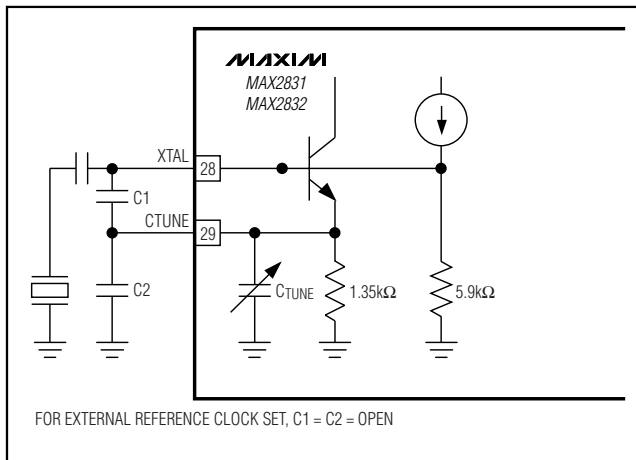 MAXIM
MAX2831
MAX2832
XTAL
28
C1
CTUNE
29
C2
CTUNE
1.35kΩ
5.9kΩ
FOR EXTERNAL REFERENCE CLOCK SET, C1 = C2 = OPEN